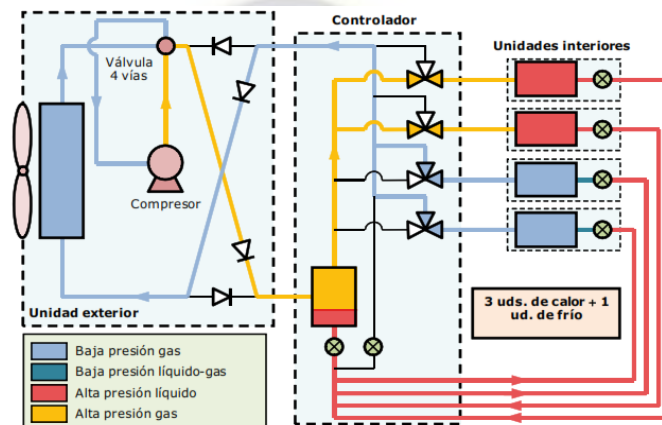 Controlador
Unidades interiores
Válvula
4 vías
Compresor
Unidad exterior
3 uds. de calor + 1
ud. de frío
Baja presión gas
Baja presión líquido-gas
Alta presión líquido
Alta presión gas